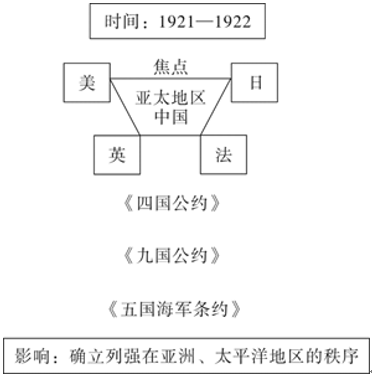 时间：1921—1922
焦点
美
日
亚太地区
中国
英
法
《四国公约》
《九国公约》
《五国海军条约》
影响：确立列强在亚洲、太平洋地区的秩序